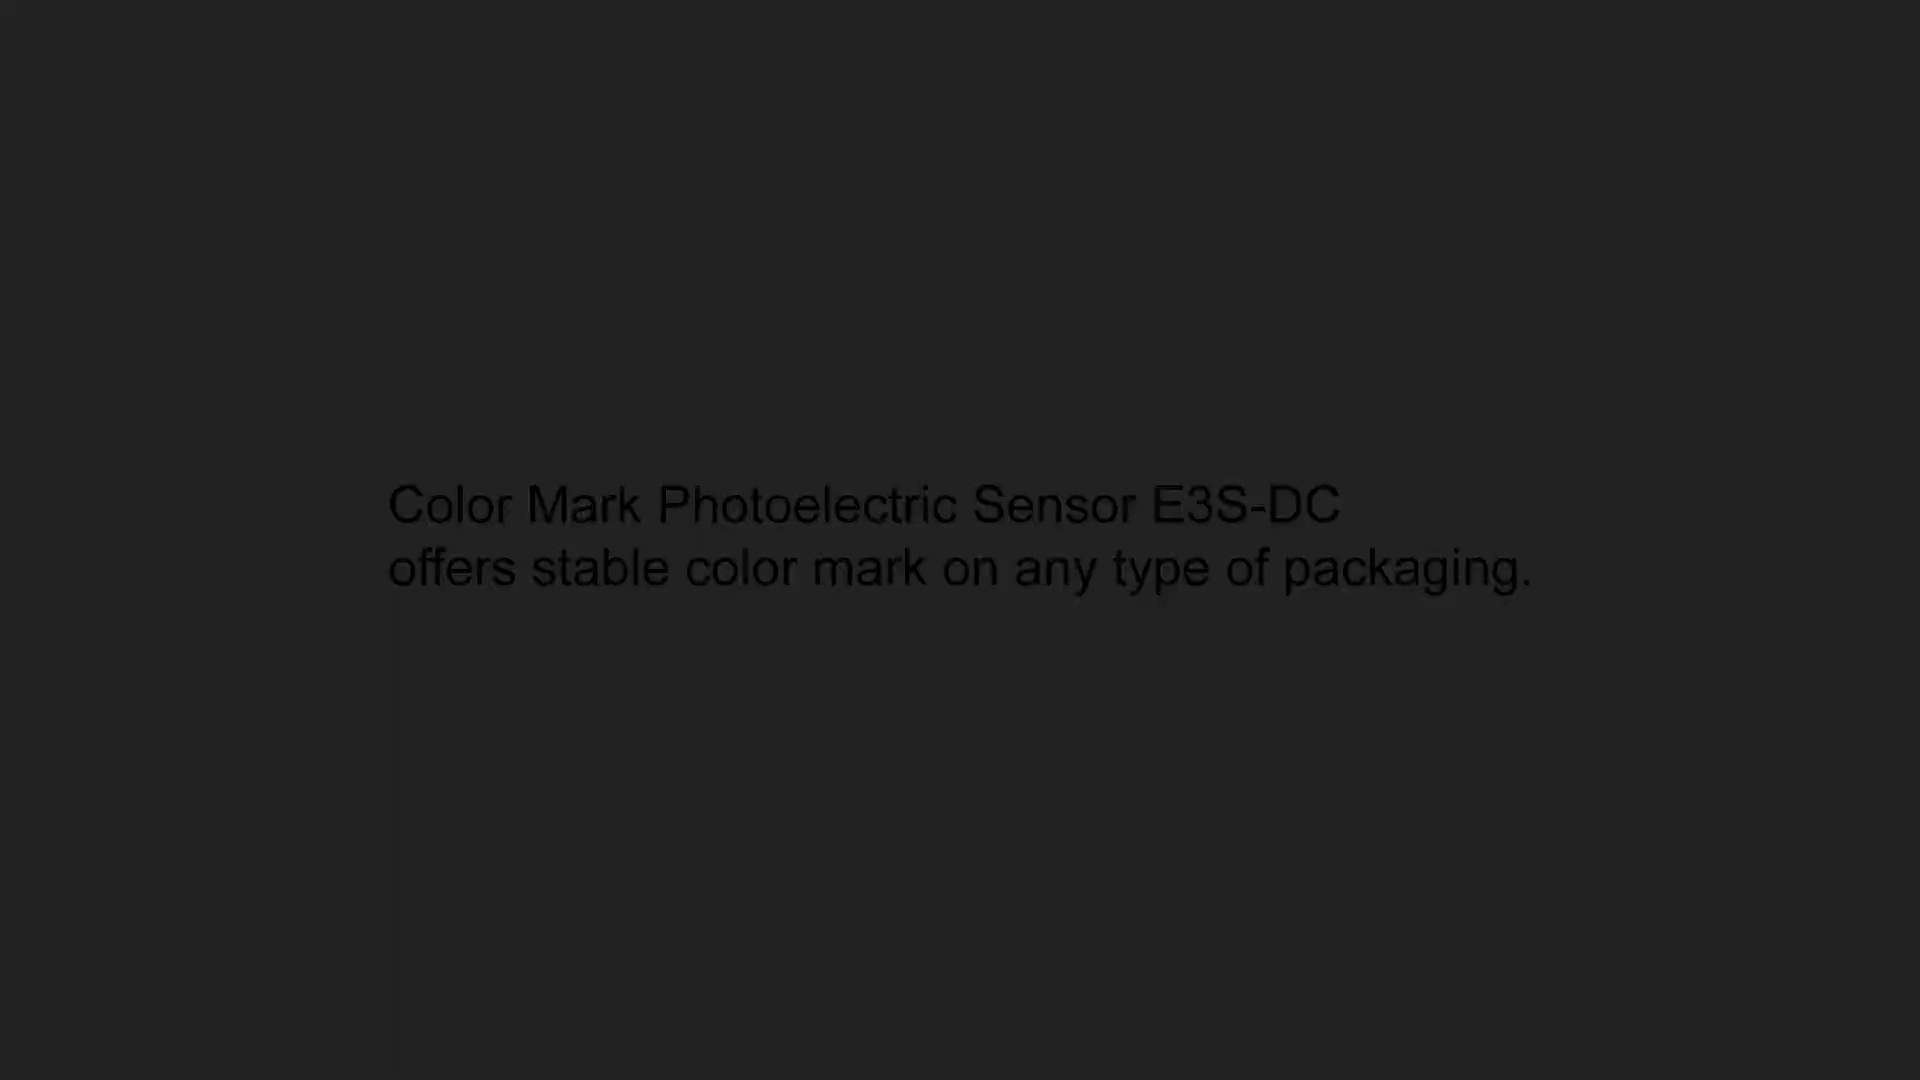 Color Mark Photoelectric Sensor E3S-DC
offers stable color mark on any type of packaging.